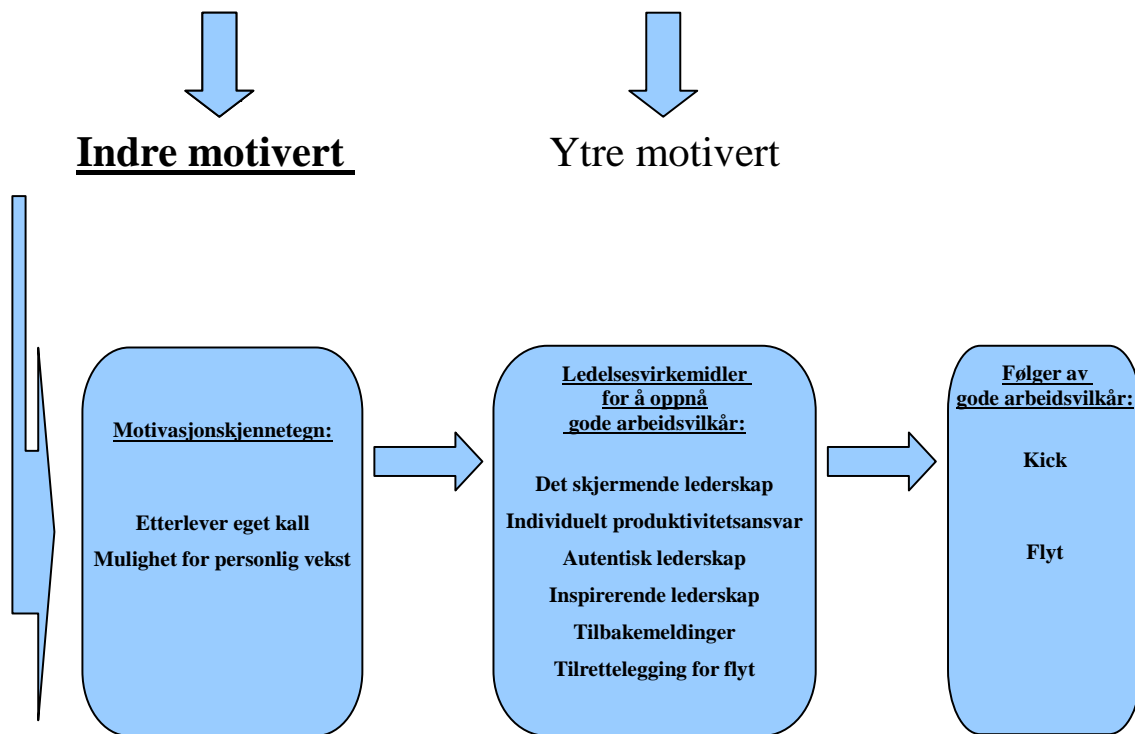 Indre motivert
Ytre motivert
Motivasjonskjennetegn:
Etterlever eget kall
Mulighet for personlig vekst
Ledelsesvirkemidler
for å oppnå
gode arbeidsvilkår:
Det skjermende lederskap
Individuelt produktivitetsansvar
Autentisk lederskap
Inspirerende lederskap
Tilbakemeldinger
Tilrettelegging for flyt
Følger av
gode arbeidsvilkår:
Kick
Flyt